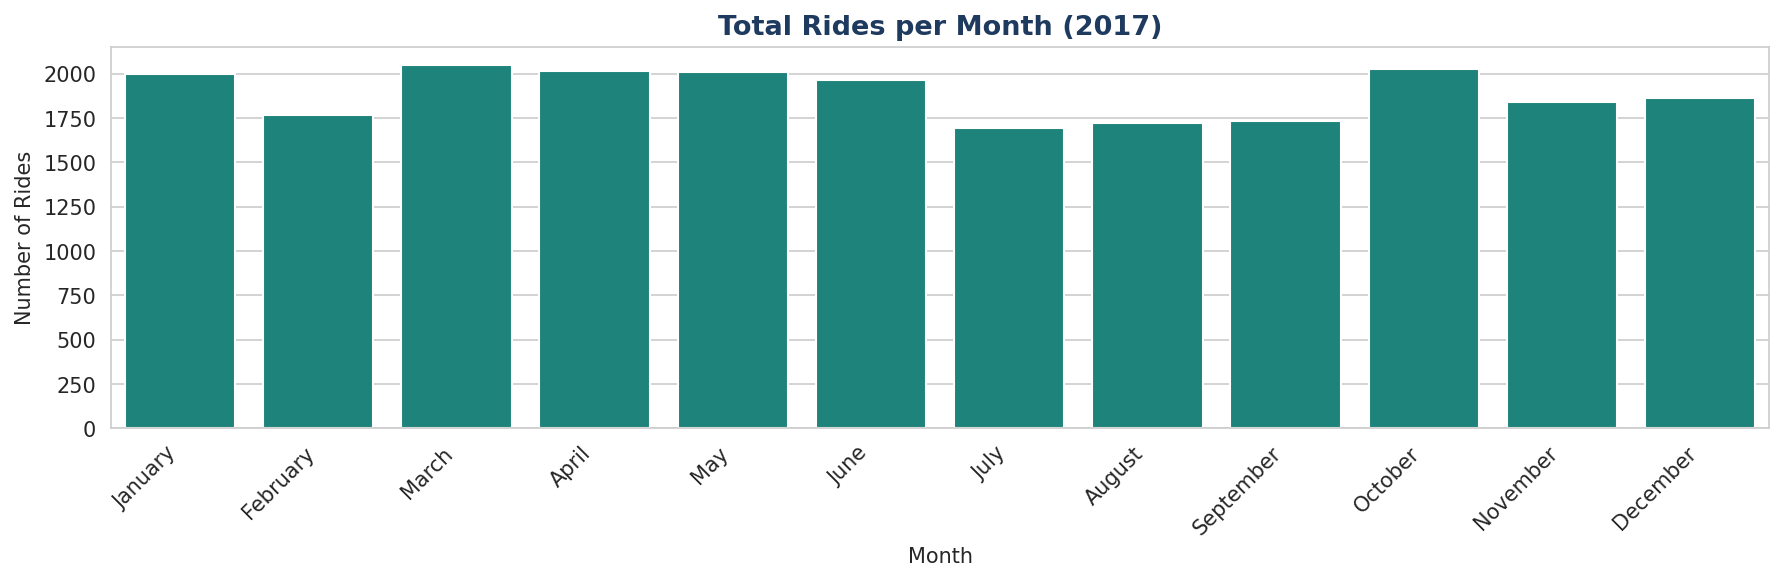 Total Rides per Month (2017)
Number of Rides
2000
1750
1500
1250
1000
750
500
250
0
January
February
March
April
May
June
July
August
September
October
November
December
Month